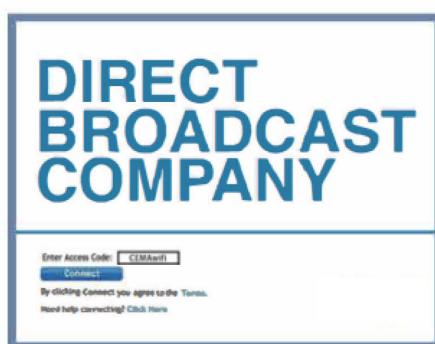 DIRECT
BROADCAST
COMPANY
Enter Access Code: CEMAwifi
Connect
By clicking Connect you agree to the Terms.
Need help connecting? Click Here